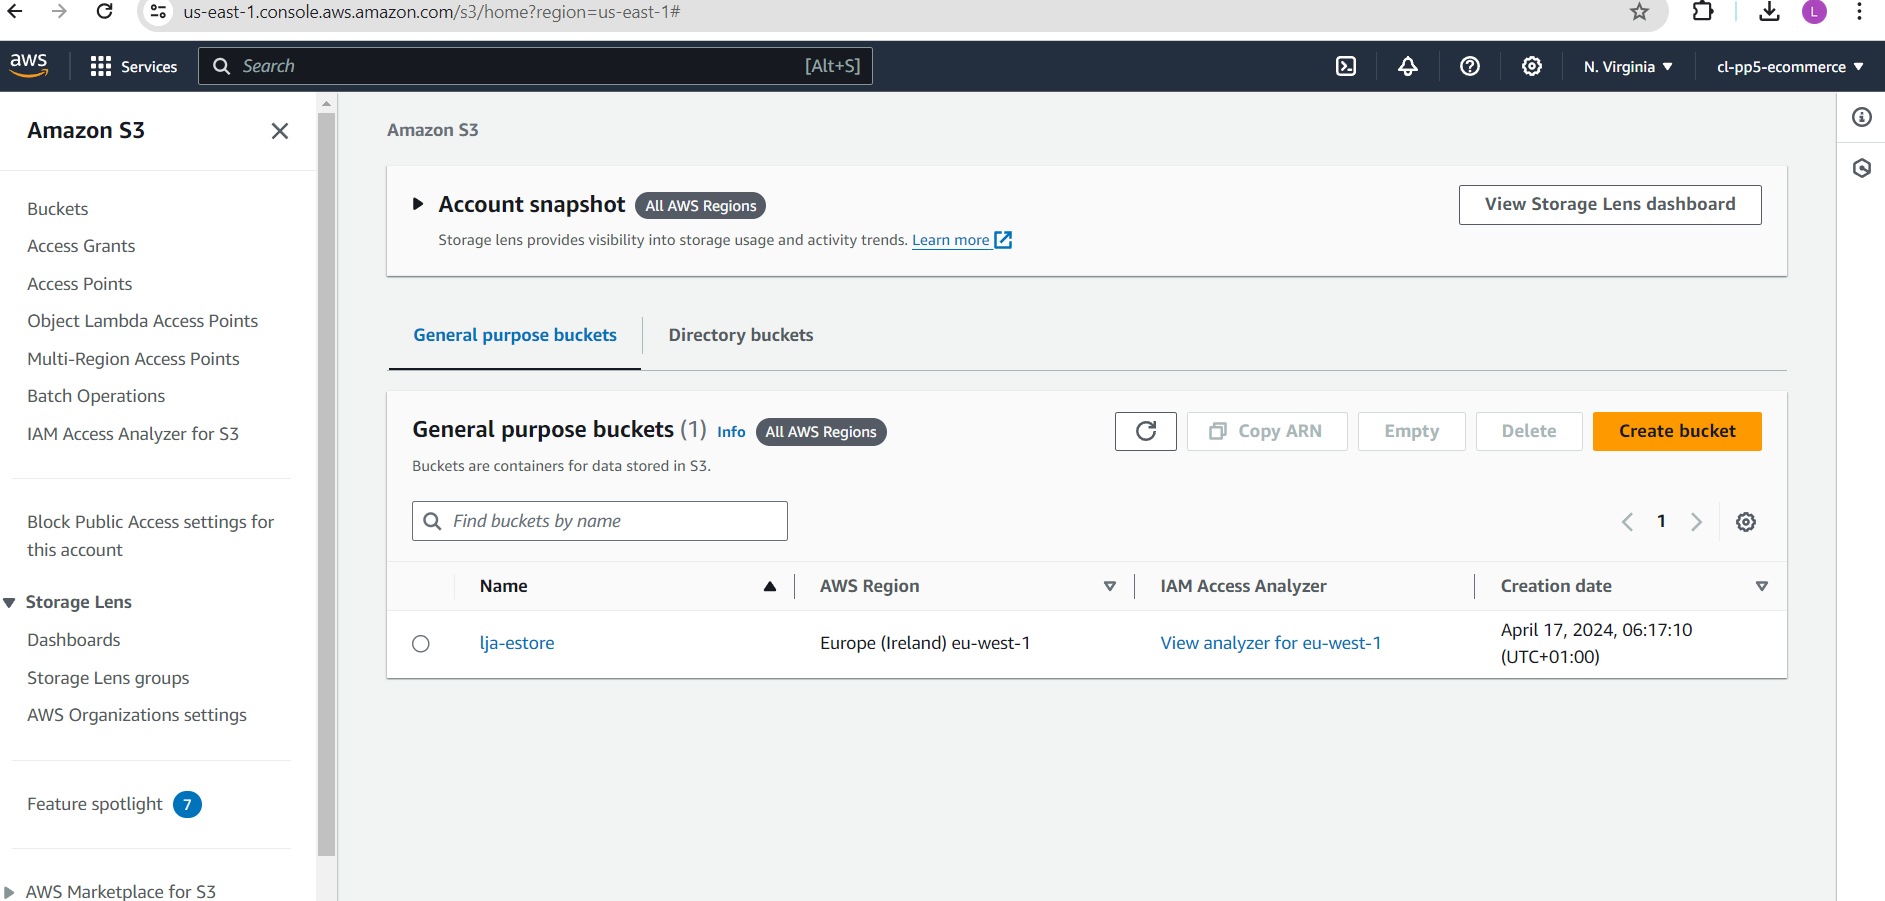 us-east-1.console.aws.amazon.com/s3/home?region=us-east-1#
L
aws
Services
Search
[Alt+S]
N. Virginia
cl-pp5-ecommerce
Amazon S3
Buckets
Access Grants
Access Points
Object Lambda Access Points
Multi-Region Access Points
Batch Operations
IAM Access Analyzer for S3
Block Public Access settings for
this account
Storage Lens
Dashboards
Storage Lens groups
AWS Organizations settings
Feature spotlight 7
AWS Marketplace for S3
Amazon S3
Account snapshot All AWS Regions
Storage lens provides visibility into storage usage and activity trends. Learn more
View Storage Lens dashboard
General purpose buckets
Directory buckets
General purpose buckets (1) Info All AWS Regions
Buckets are containers for data stored in S3.
Copy ARN
Empty
Delete
Create bucket
Find buckets by name
1
Name
AWS Region
IAM Access Analyzer
Creation date
lja-estore
Europe (Ireland) eu-west-1
View analyzer for eu-west-1
April 17, 2024, 06:17:10
(UTC+01:00)